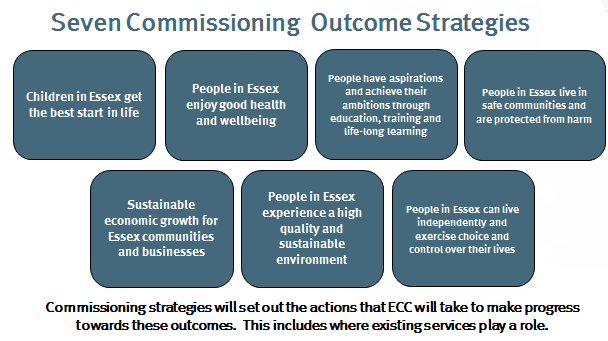 Seven Commissioning Outcome Strategies
Children in Essex get
the best start in life
People in Essex
enjoy good health
and wellbeing
People have aspirations
and achieve their
ambitions through
education, training and
life-long learning
People in Essex live in
safe communities and
are protected from harm
Sustainable
economic growth for
Essex communities
and businesses
People in Essex
experience a high
quality and
sustainable
environment
People in Essex can live
independently and
exercise choice and
control over their lives
Commissioning strategies will set out the actions that ECC will take to make progress
towards these outcomes. This includes where existing services play a role.